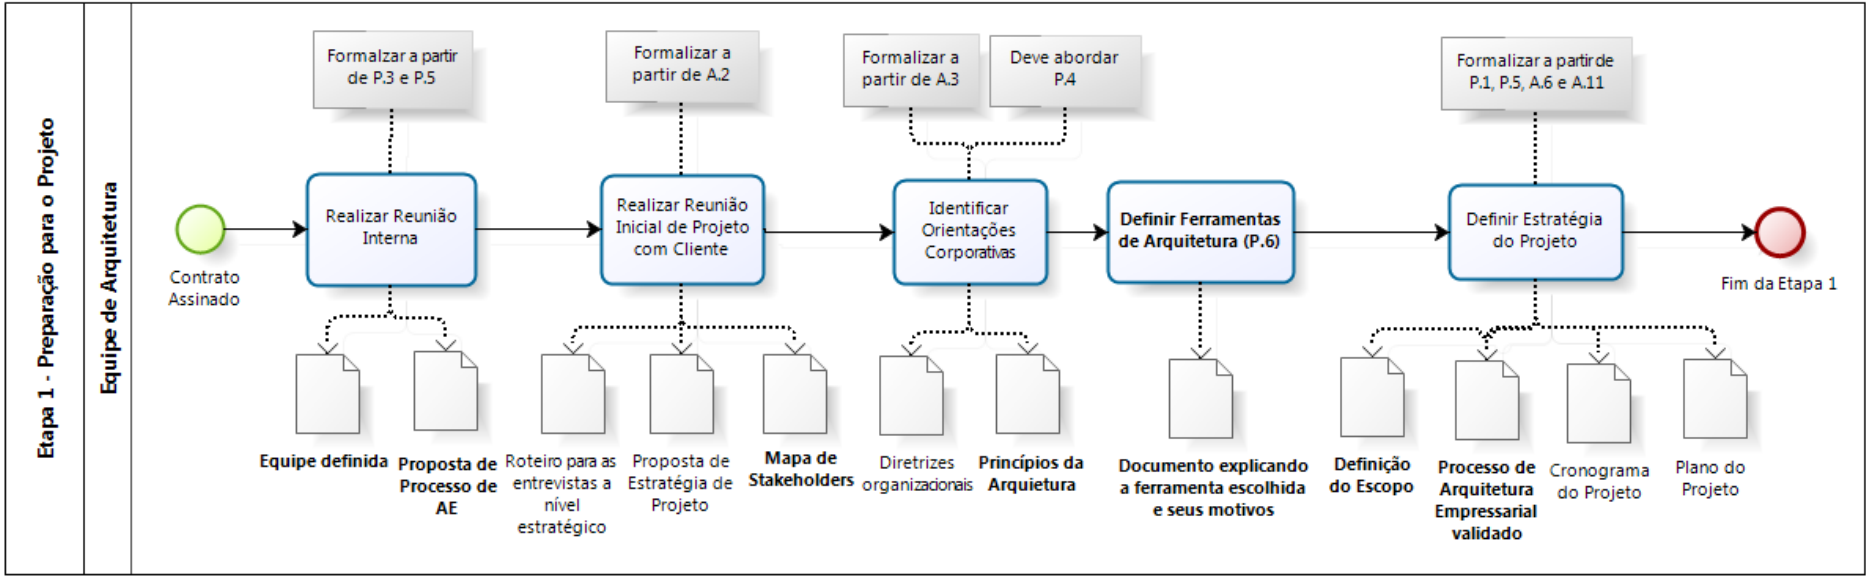 Etapa 1 - Preparação para o Projeto
Equipe de Arquitetura
Contrato
Assinado
Formalzar a partir
de P.3 e P.5
Realizar Reunião
Interna
Equipe definida
Proposta de
Processo de
AE
Formalizar a
partir de A.2
Realizar Reunião
Inicial de Projeto
com Cliente
Roteiro para as
entrevistas a
nível
estratégico
Proposta de
Estratégia de
Projeto
Mapa de
Stakeholders
Formalizar a
partir de A.3
Deve abordar
P.4
Identificar
Orientações
Corporativas
Diretrizes
organizacionais
Princípios da
Arquietura
Definir Ferramentas
de Arquitetura (P.6)
Documento explicando
a ferramenta escolhida
e seus motivos
Formalizar a partir de
P.1, P.5, A.6 e A.11
Definir Estratégia
do Projeto
Definição
do Escopo
Processo de
Arquitetura
Empressarial
validado
Cronograma
do Projeto
Plano do
Projeto
Fim da Etapa 1